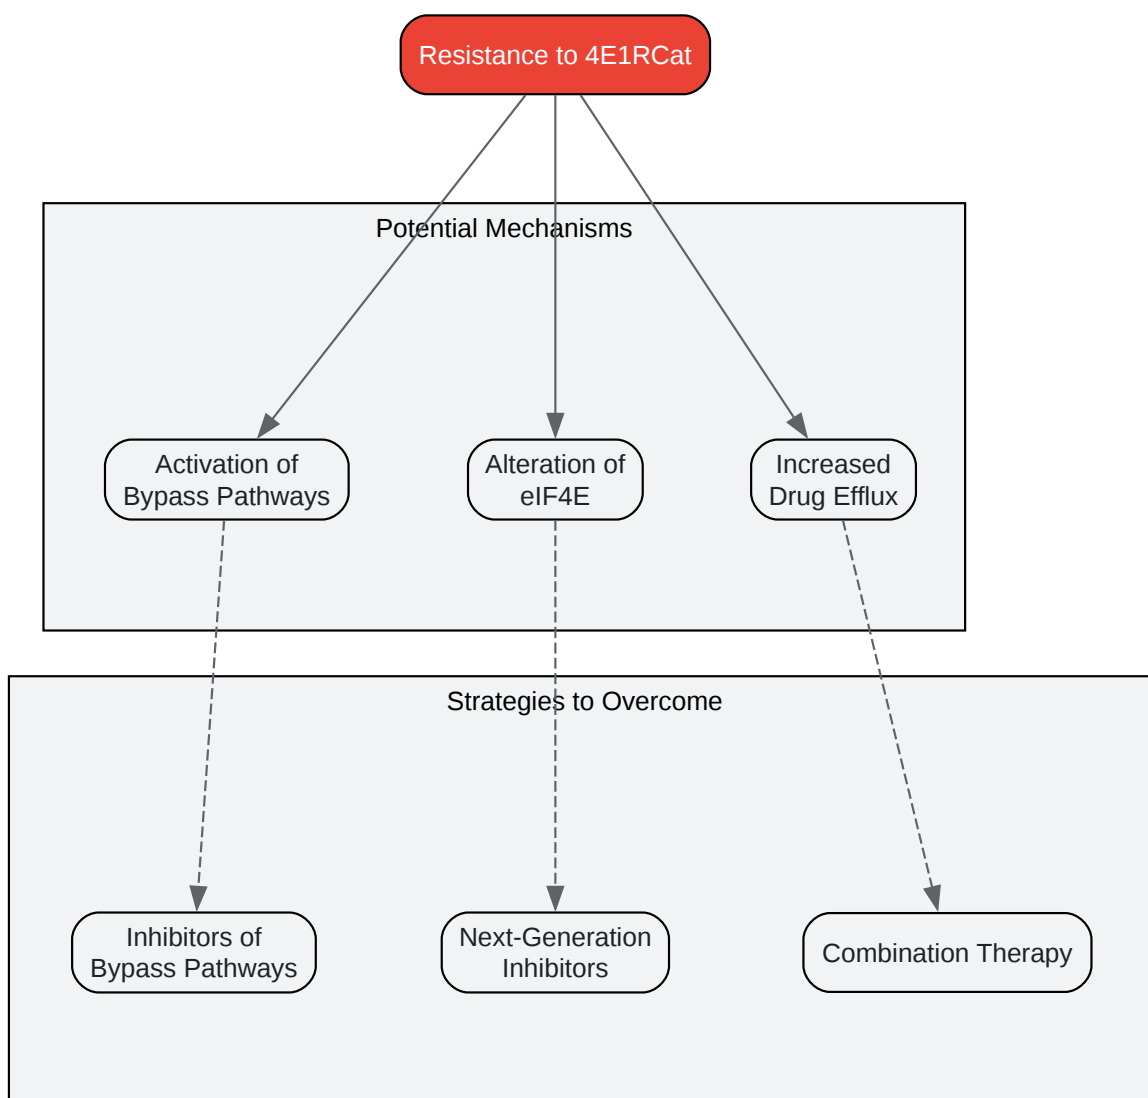 Resistance to 4E1RCat
Potential Mechanisms
Activation of
Bypass Pathways
Alteration of
eIF4E
Increased
Drug Efflux
Strategies to Overcome
Inhibitors of
Bypass Pathways
Next-Generation
Inhibitors
Combination Therapy